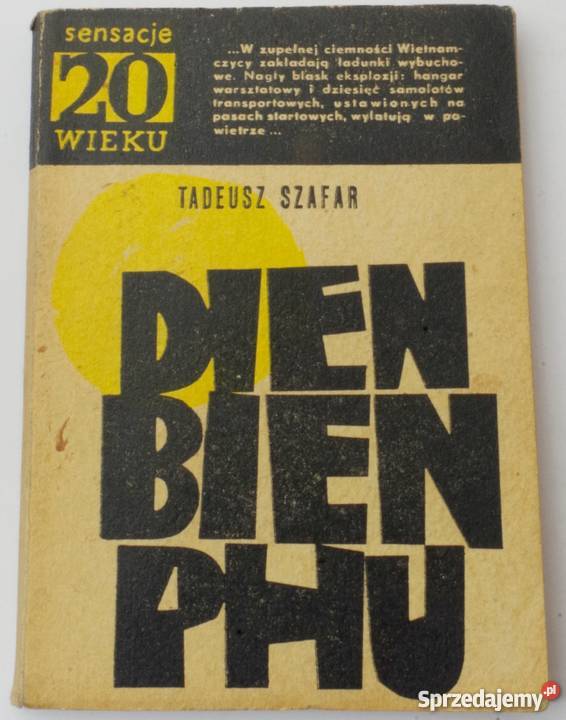 sensacje
20
WIEKU
...W zupełnej ciemności Wietnam-
czycy zakładają ładunki wybucho-
we. Nagły blask eksplozji: hangar
warsztatowy i dziesięć samolotów
transportowych, ustawionych na
pasach startowych, wylatują w po-
wietrze...
TADEUSZ SZAFAR
DIEN
BIEN
PHU
Sprzedajemy.pl